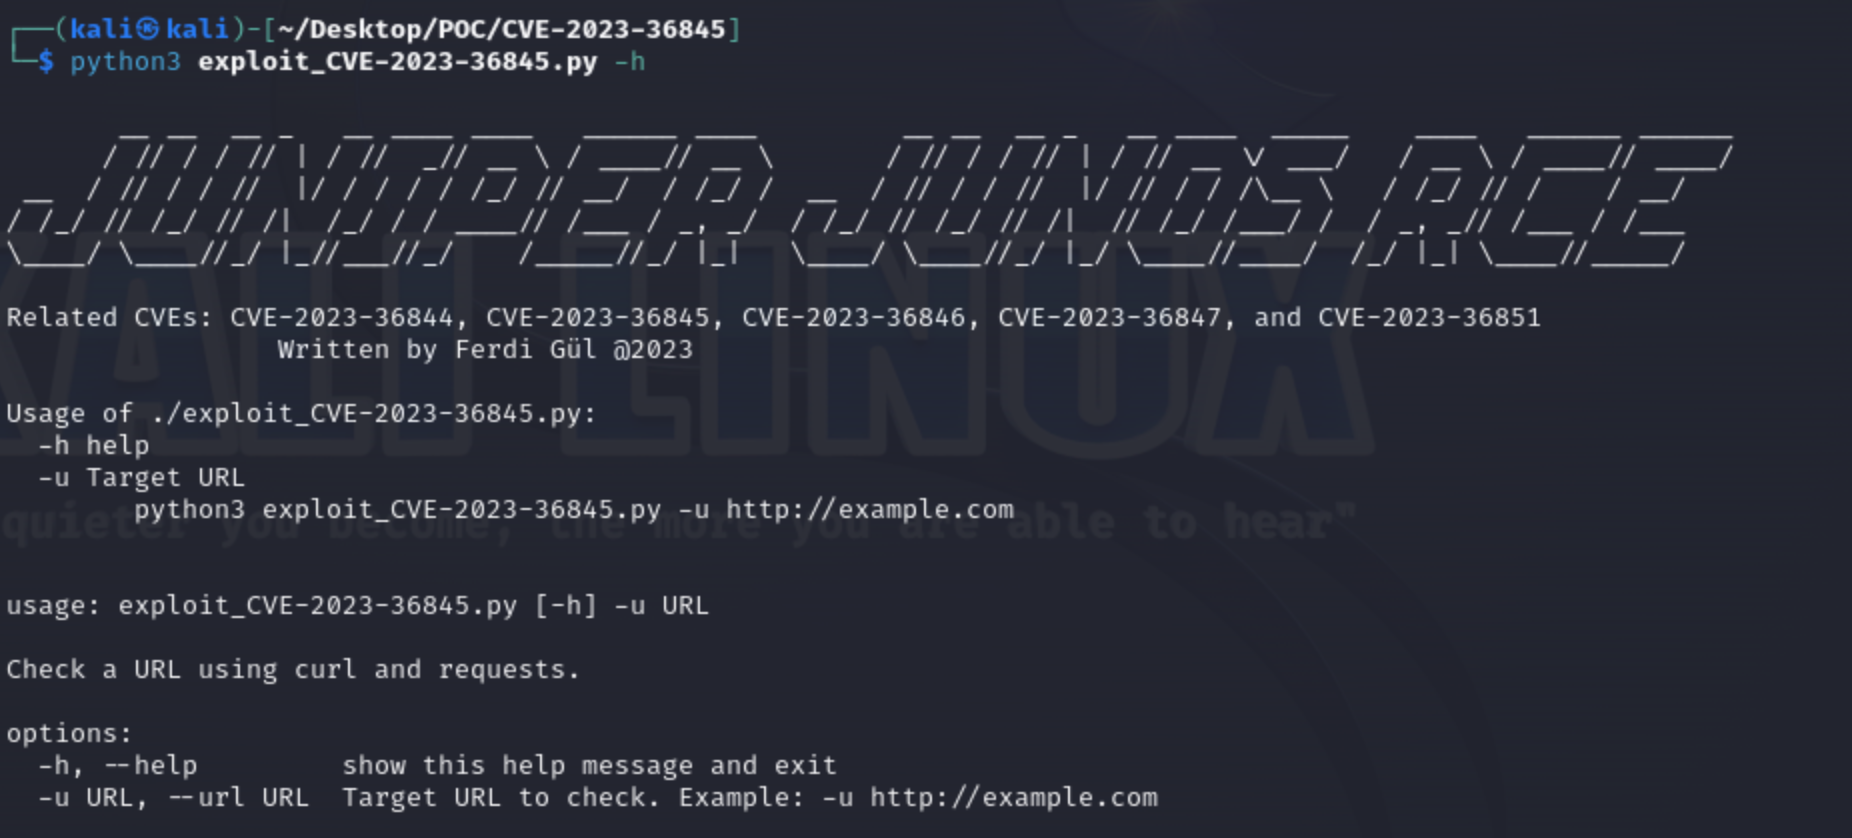 (kali㉿kali)-[~/Desktop/POC/CVE-2023-36845]
$ python3 exploit_CVE-2023-36845.py -h
JUNIPER JUNOS RCE
Related CVEs: CVE-2023-36844, CVE-2023-36845, CVE-2023-36846, CVE-2023-36847, and CVE-2023-36851
Written by Ferdi Gül @2023
KALI LINUX
Usage of ./exploit_CVE-2023-36845.py:
-h help
-u Target URL
python3 exploit_CVE-2023-36845.py -u http://example.com
quieter you become, the more you are able to hear"
usage: exploit_CVE-2023-36845.py [-h] -u URL
Check a URL using curl and requests.
options:
-h, --help show this help message and exit
-u URL, --url URL Target URL to check. Example: -u http://example.com